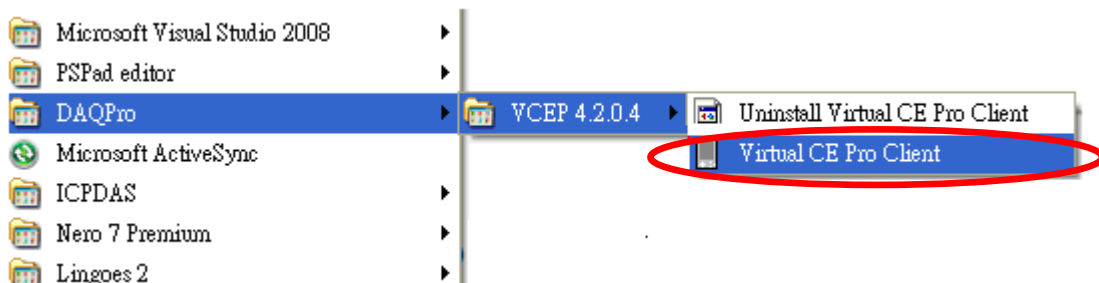 Microsoft Visual Studio 2008
PSPad editor
DAQPro
VCEP 4.2.0.4
Uninstall Virtual CE Pro Client
Virtual CE Pro Client
Microsoft ActiveSync
ICPDAS
Nero 7 Premium
Lingoes 2